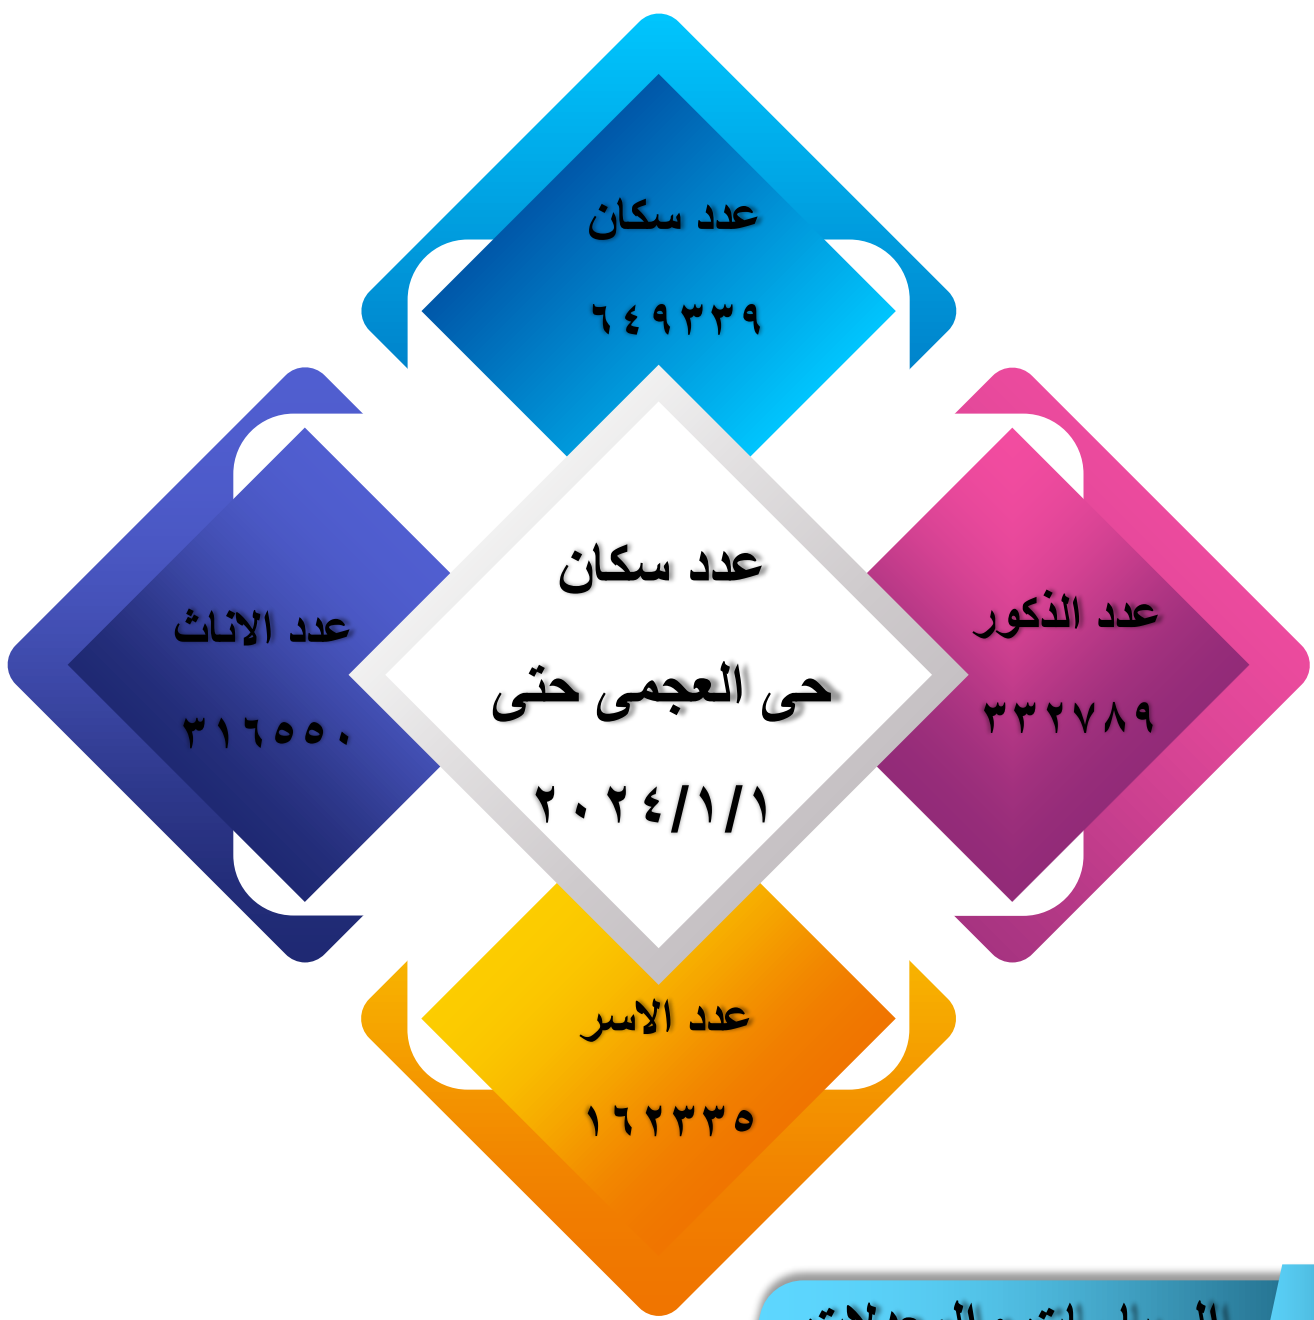 عدد سكان
٦٤٩٣٣٩
عدد الذكور
٣٣٢٧٨٩
عدد سكان
حى العجمى حتى
٢٠٢٤/١/١
عدد الاناث
٣١٦٥٥٠
عدد الاسر
١٦٢٣٣٥